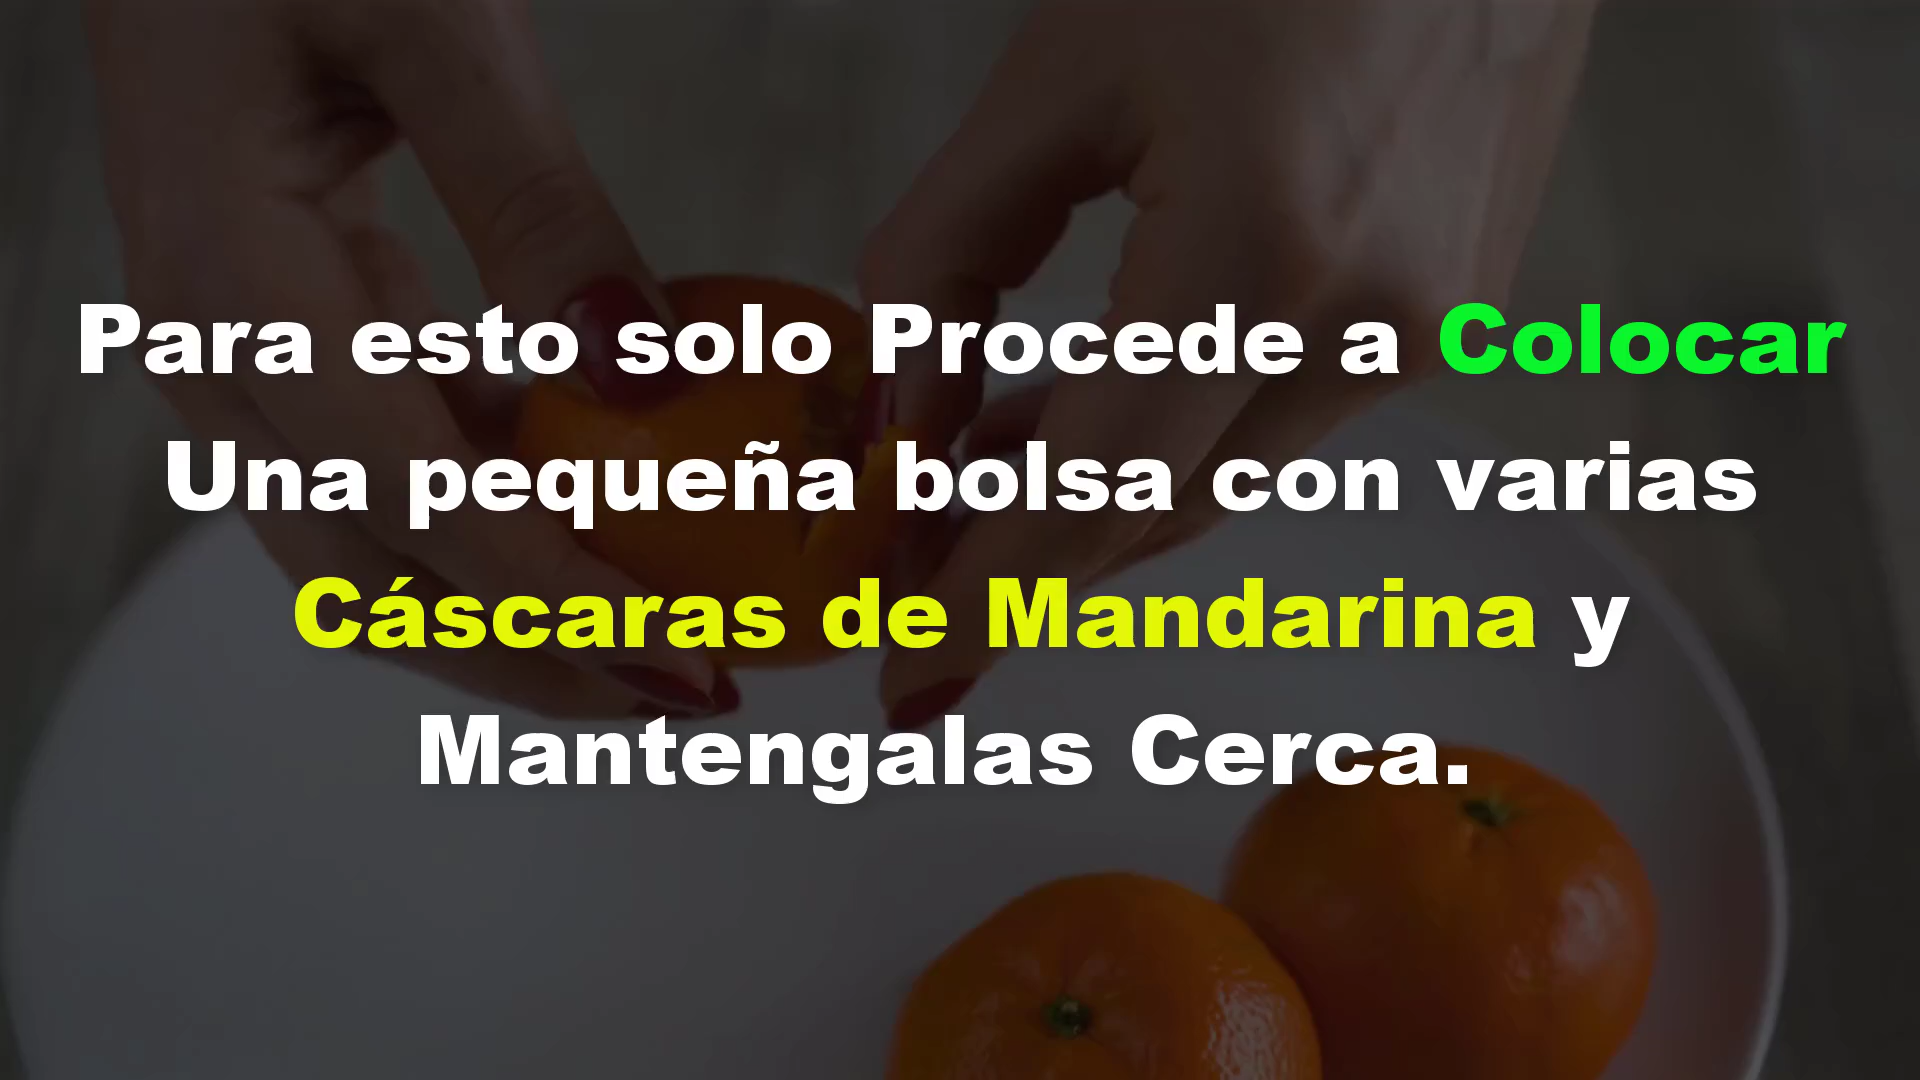 Para esto solo Procede a Colocar
Una pequeña bolsa con varias
Cáscaras de Mandarina y
Mantengalas Cerca.